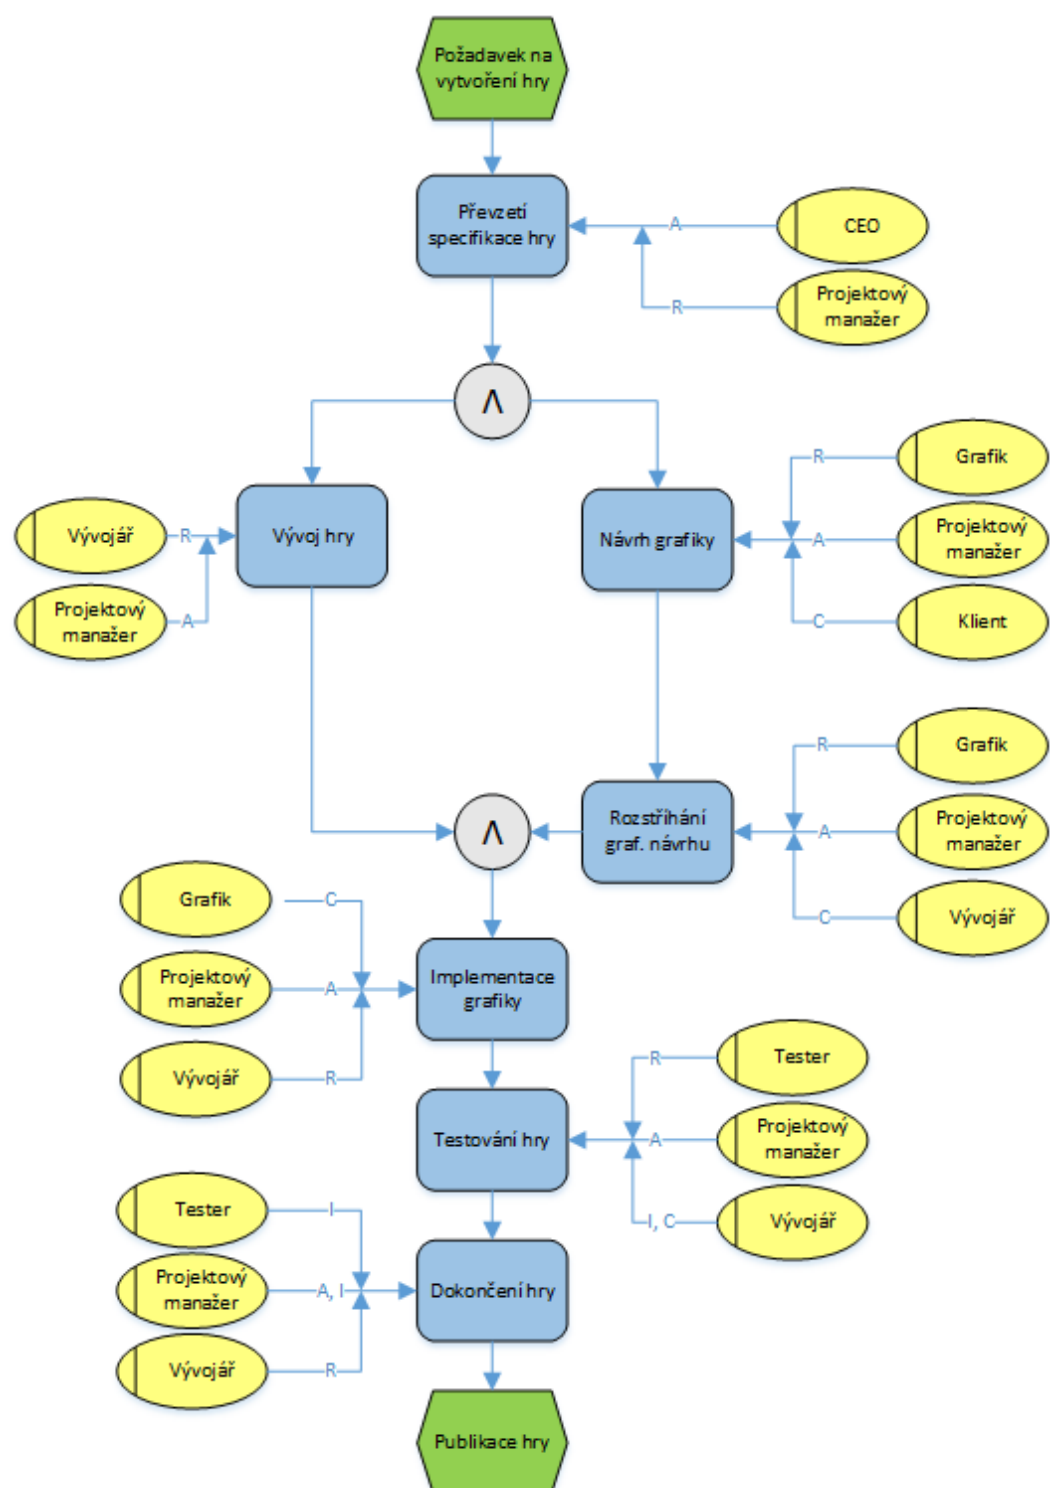 Požadavek na
vytvoření hry
Převzetí
specifikace hry
A
CEO
R
Projektový
manažer
Λ
R
Grafik
Vývojář
R
Vývoj hry
Návrh grafiky
A
Projektový
manažer
Projektový
manažer
A
C
Klient
R
Grafik
Λ
Rozstříhání
graf. návrhu
A
Projektový
manažer
Grafik
C
C
Vývojář
Projektový
manažer
A
Implementace
grafiky
Vývojář
R
R
Tester
Testování hry
A
Projektový
manažer
Tester
I
I, C
Vývojář
Projektový
manažer
A, I
Dokončení hry
Vývojář
R
Publikace hry